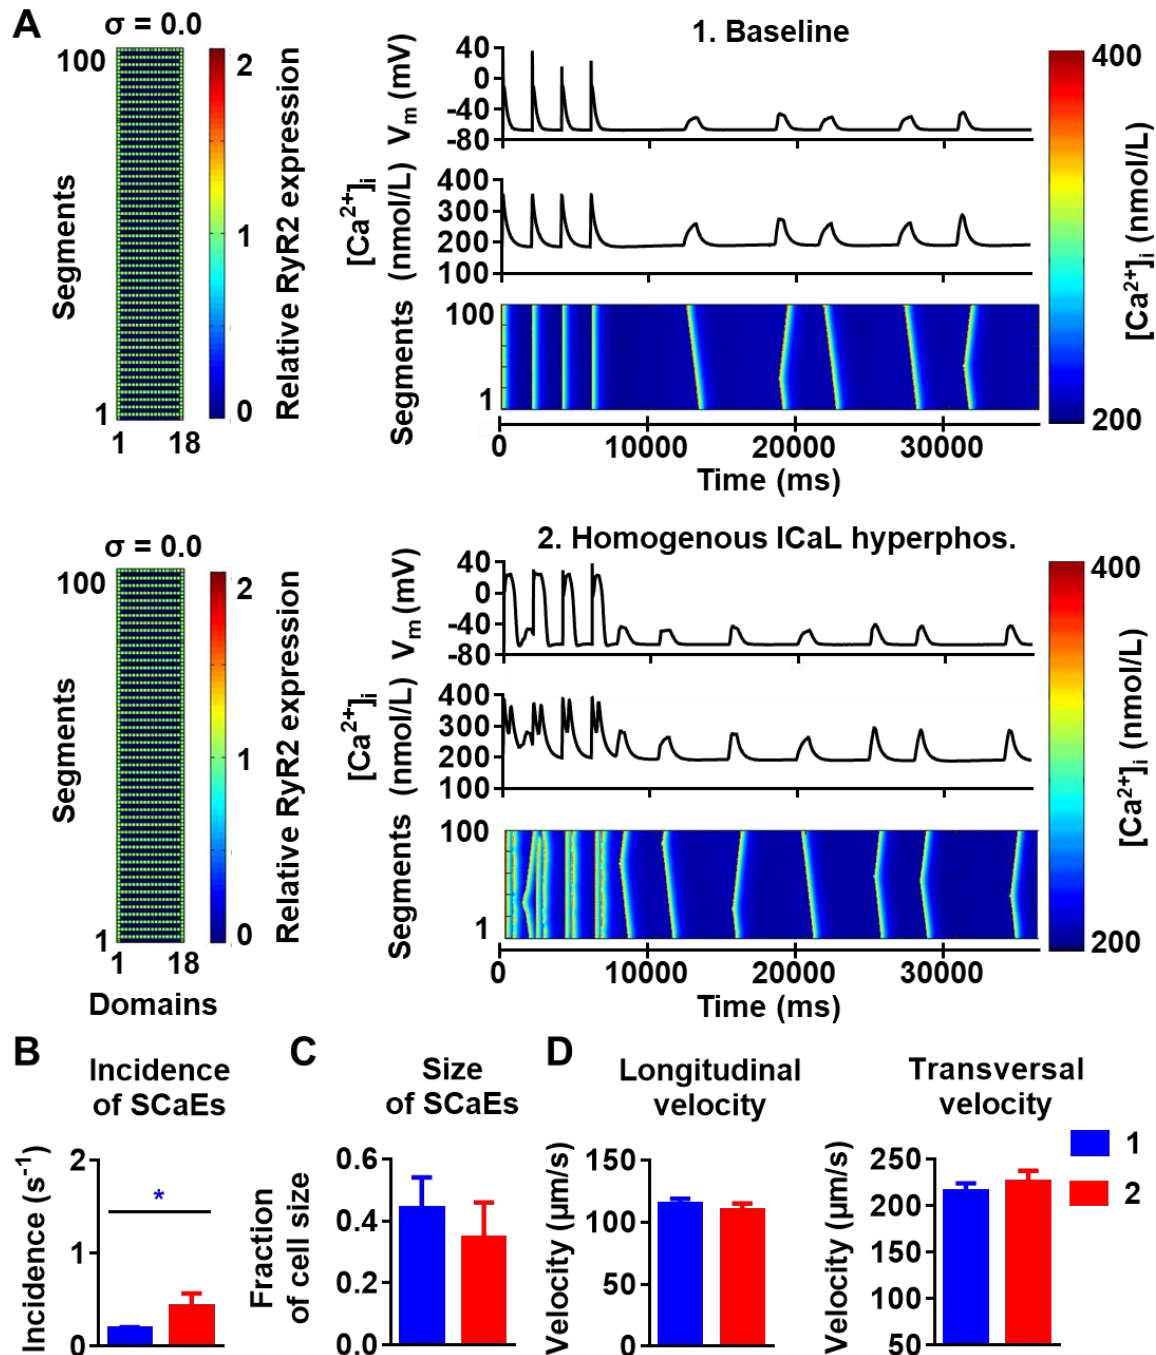 A
σ = 0.0
100
Segments
1
1 18
2
1
0
Relative RyR2 expression
1. Baseline
40
0
-40
-80
Vm (mV)
400
300
200
100
[Ca2+]i
(nmol/L)
100
1
Segments
0 10000 20000 30000
Time (ms)
400
200
[Ca2+]i (nmol/L)
σ = 0.0
100
Segments
1
1 18
Domains
2
1
0
Relative RyR2 expression
2. Homogenous ICaL hyperphos.
40
0
-40
-80
Vm (mV)
400
300
200
100
[Ca2+]i
(nmol/L)
100
1
Segments
0 10000 20000 30000
Time (ms)
400
200
[Ca2+]i (nmol/L)
B
Incidence
of SCaEs
2
1
0
Incidence (s-1)
*
C
Size
of SCaEs
0.6
0.4
0.2
0.0
Fraction
of cell size
D
Longitudinal
velocity
150
100
50
0
Velocity (µm/s)
Transversal
velocity
250
200
150
100
50
Velocity (µm/s)
1
2